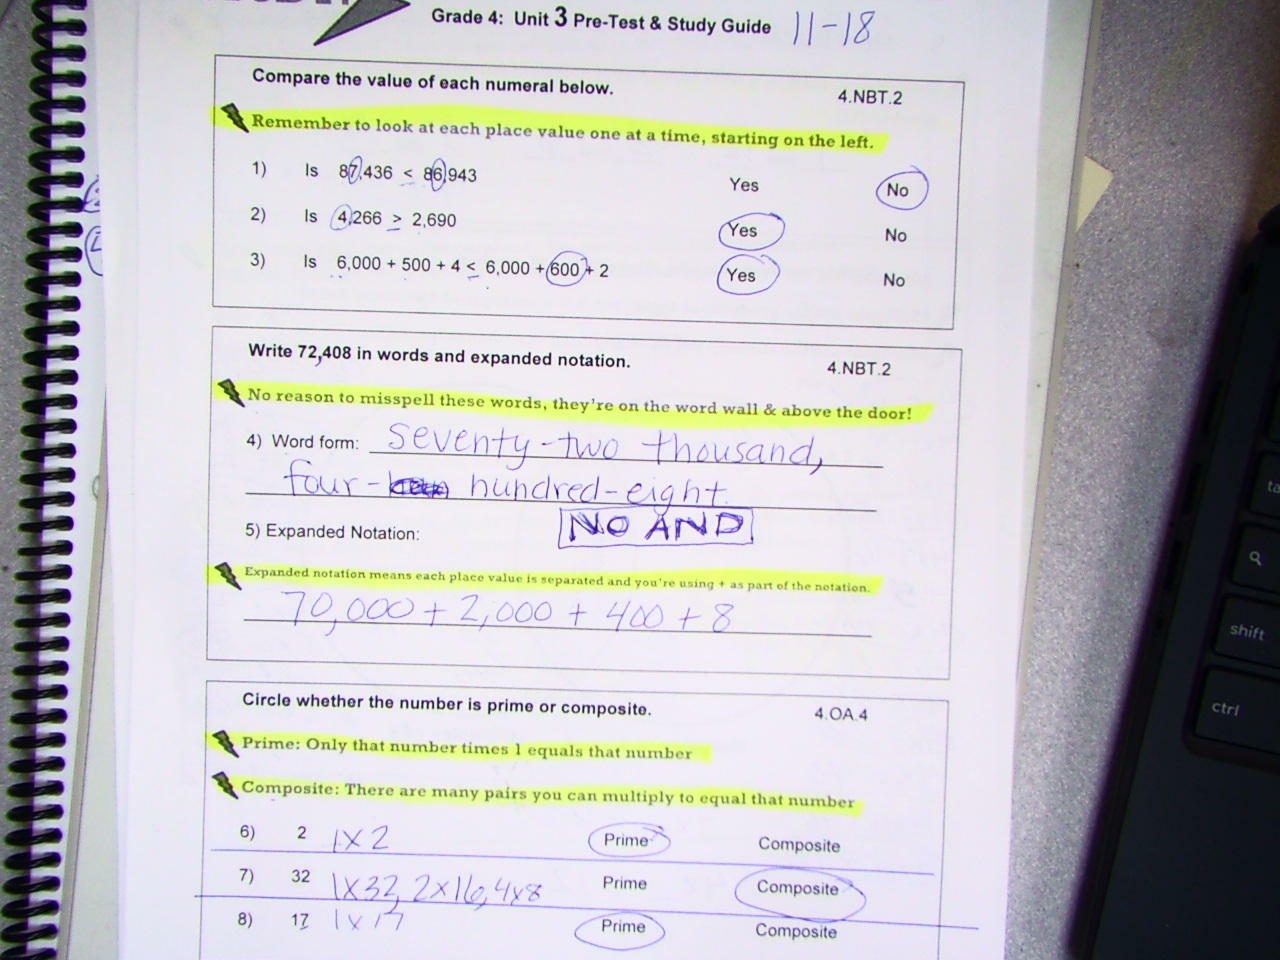 Grade 4: Unit 3 Pre-Test & Study Guide 11-18
Compare the value of each numeral below. 4.NBT.2
Remember to look at each place value one at a time, starting on the left.
1) Is 87,436 < 86,943 Yes No
2) Is 4,266 > 2,690 Yes No
3) Is 6,000 + 500 + 4 < 6,000 + 600 + 2 Yes No
Write 72,408 in words and expanded notation. 4.NBT.2
No reason to misspell these words, they're on the word wall & above the door!
4) Word form: seventy-two thousand,
four- hundred-eight
NO AND
5) Expanded Notation:
Expanded notation means each place value is separated and you're using + as part of the notation.
70,000 + 2,000 + 400 + 8
Circle whether the number is prime or composite. 4.OA.4
Prime: Only that number times 1 equals that number
Composite: There are many pairs you can multiply to equal that number
6) 2 1x2 Prime Composite
7) 32 1x32, 2x16, 4x8 Prime Composite
8) 17 1x17 Prime Composite
shift
ctrl